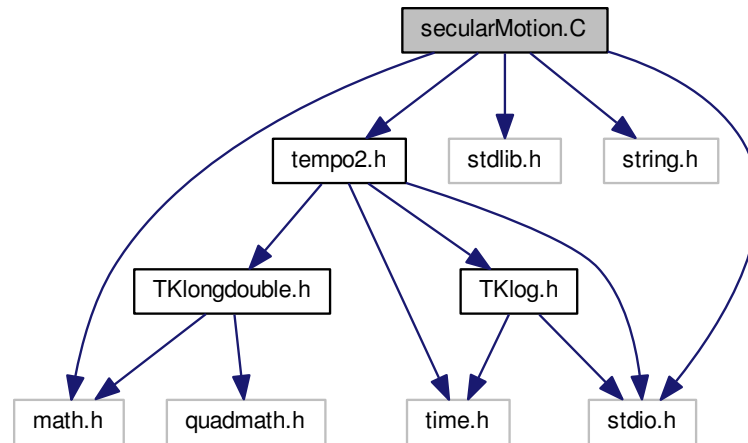 secularMotion.C
tempo2.h
stdlib.h
string.h
TKlongdouble.h
TKlog.h
math.h
quadmath.h
time.h
stdio.h